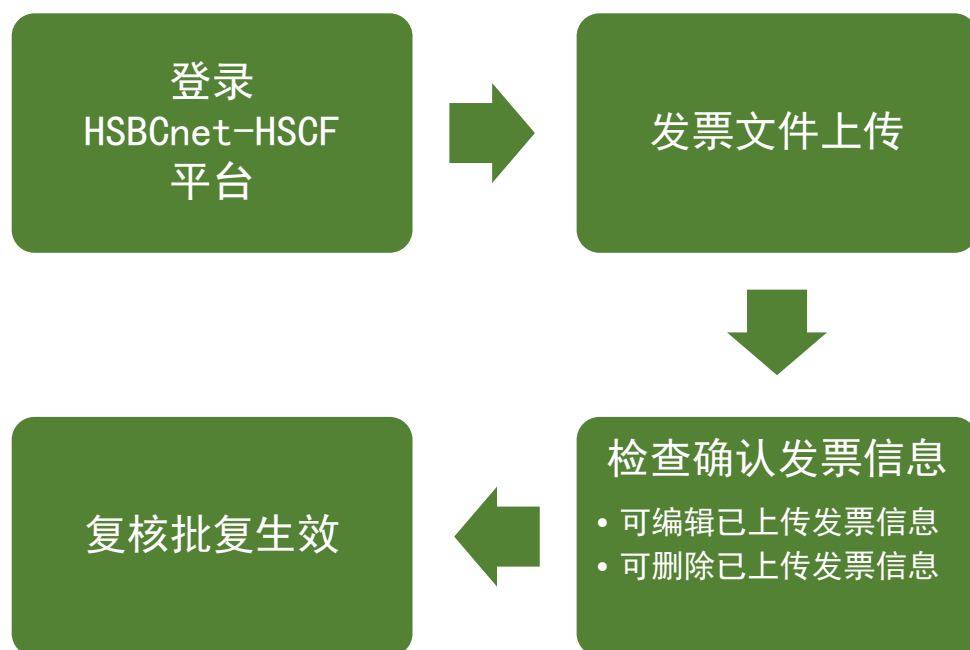 登录
HSBCnet-HSCF
平台
发票文件上传
检查确认发票信息
• 可编辑已上传发票信息
• 可删除已上传发票信息
复核批复生效